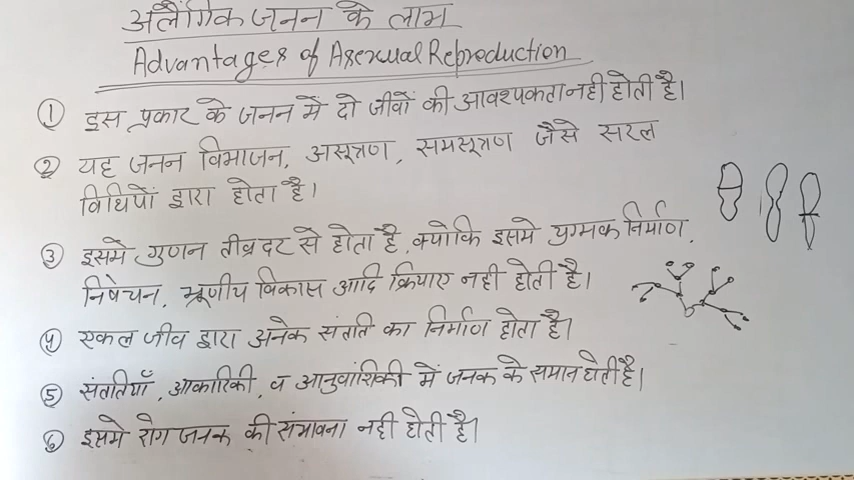 अलैंगिक जनन के लाभ
Advantages of Asexual Reproduction
① इस प्रकार के जनन में दो जीवों की आवश्यकता नही होती है।
② यह जनन विभाजन, असूत्रण, समसूत्रण जैसे सरल
विधियों द्वारा होता है।
③ इसमे गुणन तीव्र दर से होता है, क्योकि इसमे युग्मक निर्माण,
निषेचन, भ्रूणीय विकास आदि क्रियाए नही होती है।
④ एकल जीव द्वारा अनेक संतति का निर्माण होता है।
⑤ संततियाँ, आकारिकी, व आनुवांशिकी में जनक के समान होती है।
⑥ इसमे रोग जनक की संभावना नही होती है।